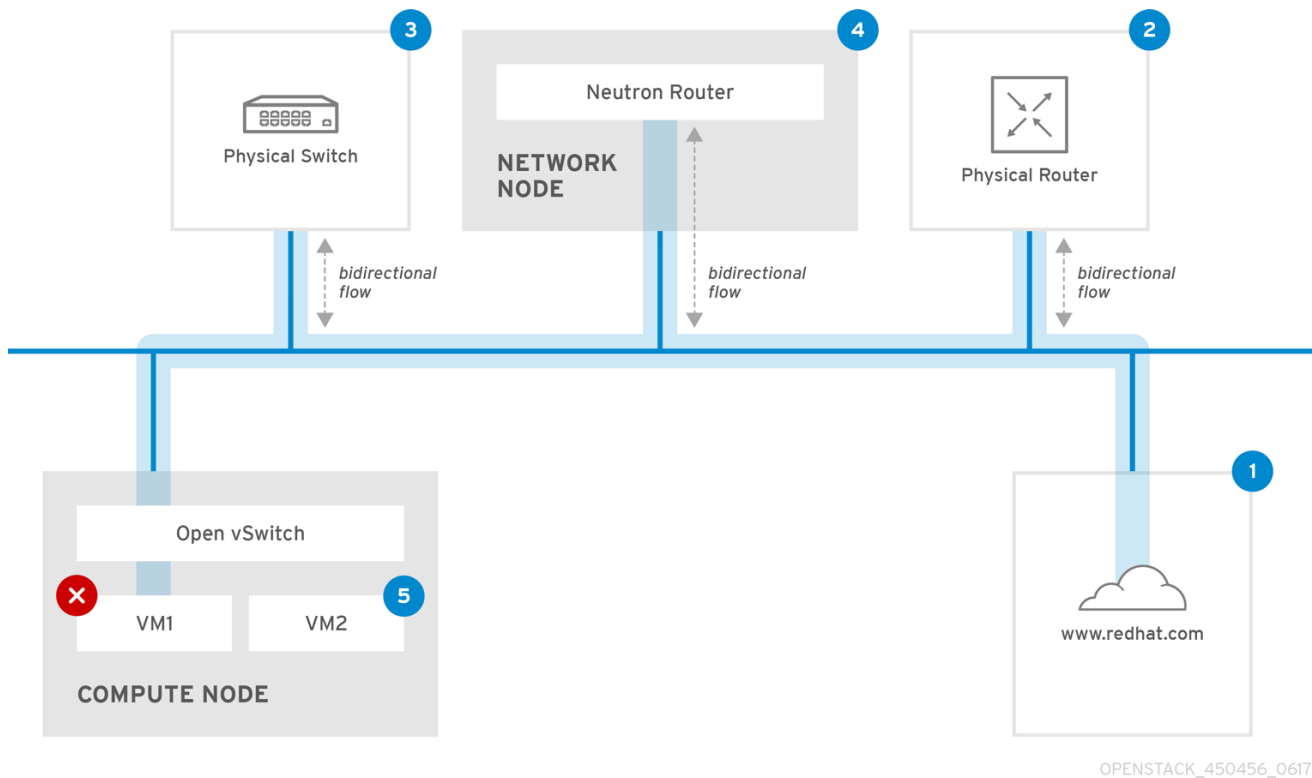 3
4
2
Neutron Router
Physical Switch
NETWORK
NODE
Physical Router
bidirectional
flow
bidirectional
flow
bidirectional
flow
1
Open vSwitch
5
VM1
VM2
www.redhat.com
COMPUTE NODE
OPENSTACK_450456_0617